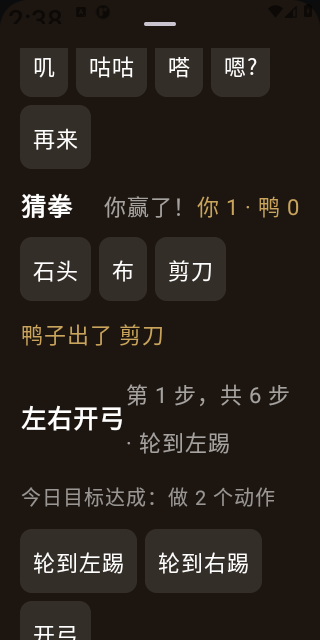 2:38
叽 咕咕 嗒 嗯?
再来
猜拳 你赢了! 你 1 · 鸭 0
石头 布 剪刀
鸭子出了 剪刀
左右开弓 第 1 步，共 6 步
· 轮到左踢
今日目标达成：做 2 个动作
轮到左踢 轮到右踢
开弓